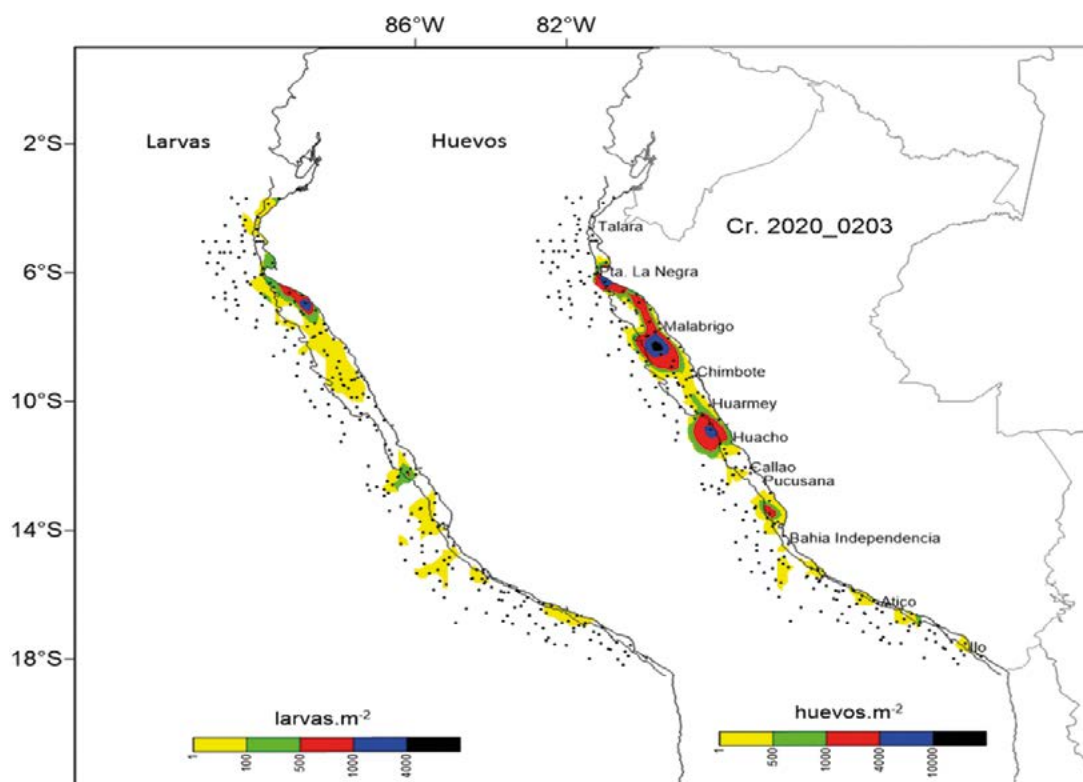 86°W 82°W
2°S
Larvas Huevos
Talara
Cr. 2020_0203
6°S
Pta. La Negra
Malabrigo
Chimbote
10°S
Huarmey
Huacho
Callao
Pucusana
14°S
Bahia Independencia
Atico
Ilo
18°S
larvas.m-2 huevos.m-2
1 100 500 1000 4000
1 500 1000 4000 10000